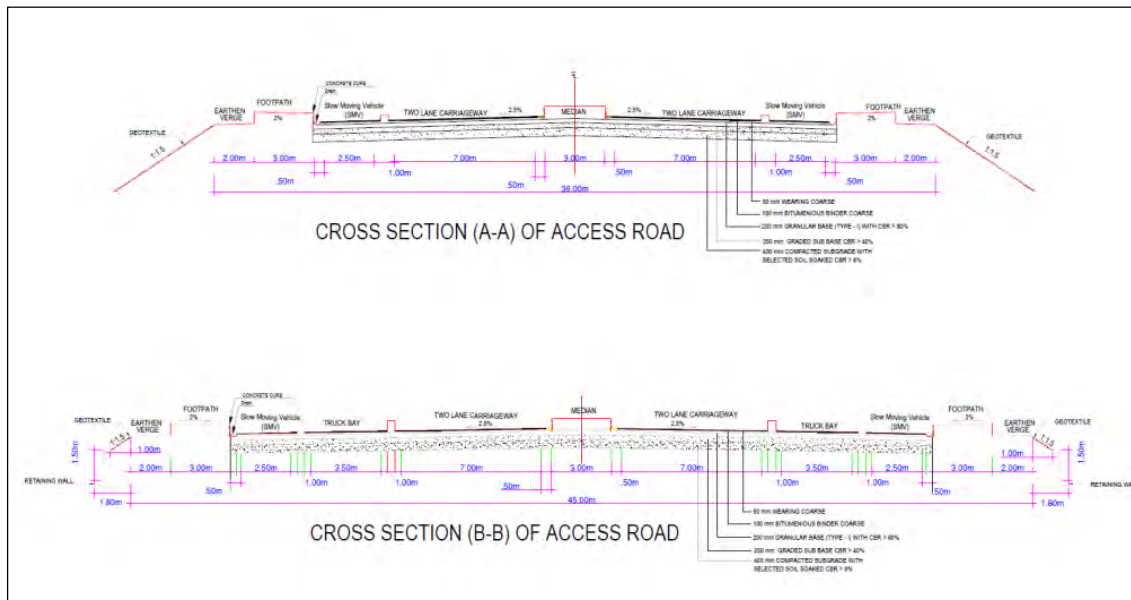 CONCRETE CURB
Drain
EARTHEN VERGE
FOOTPATH
2%
Slow Moving Vehicle
(SMV)
TWO LANE CARRIAGEWAY
2.5%
MEDIAN
2.5%
TWO LANE CARRIAGEWAY
Slow Moving Vehicle
(SMV)
FOOTPATH
2%
EARTHEN
VERGE
GEOTEXTILE
1:1.5
GEOTEXTILE
1:1.5
2.00m
3.00m
2.50m
7.00m
3.00m
7.00m
2.50m
3.00m
2.00m
1.00m
1.00m
.50m
.50m
.50m
.50m
36.00m
50 mm WEARING COARSE
100 mm BITUMENIOUS BINDER COARSE
200 mm GRANULAR BASE (TYPE - I) WITH CBR > 80%
250 mm GRADED SUB BASE CBR > 40%
400 mm COMPACTED SUBGRADE WITH
SELECTED SOIL SOAKED CBR > 8%
CROSS SECTION (A-A) OF ACCESS ROAD
CONCRETE CURB
Drain
GEOTEXTILE
1:1.5
EARTHEN
VERGE
FOOTPATH
2%
Slow Moving Vehicle
(SMV)
TRUCK BAY
TWO LANE CARRIAGEWAY
2.5%
MEDIAN
TWO LANE CARRIAGEWAY
2.5%
TRUCK BAY
Slow Moving Vehicle
(SMV)
FOOTPATH
2%
EARTHEN
VERGE
GEOTEXTILE
1:1.5
1.50m
1.00m
1.00m
1.50m
2.00m
3.00m
2.50m
3.50m
7.00m
3.00m
7.00m
3.50m
2.50m
3.00m
2.00m
RETAINING WALL
.50m
1.00m
1.00m
.50m
.50m
1.00m
1.00m
.50m
RETAINING WALL
1.80m
45.00m
1.80m
50 mm WEARING COARSE
100 mm BITUMENIOUS BINDER COARSE
200 mm GRANULAR BASE (TYPE - I) WITH CBR > 80%
250 mm GRADED SUB BASE CBR > 40%
400 mm COMPACTED SUBGRADE WITH
SELECTED SOIL SOAKED CBR > 8%
CROSS SECTION (B-B) OF ACCESS ROAD